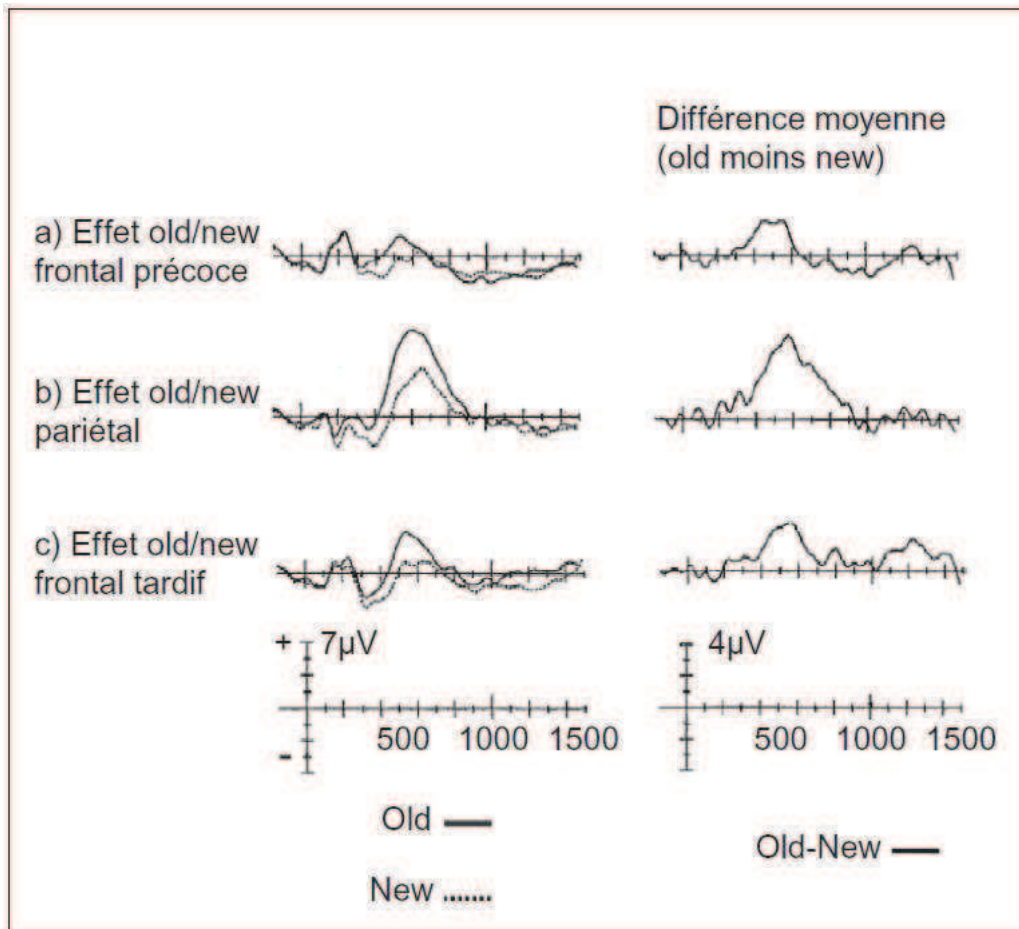 Différence moyenne
(old moins new)
a) Effet old/new
frontal précoce
b) Effet old/new
pariétal
c) Effet old/new
frontal tardif
+ 7µV
4µV
-
500 1000 1500
500 1000 1500
Old
New
Old-New